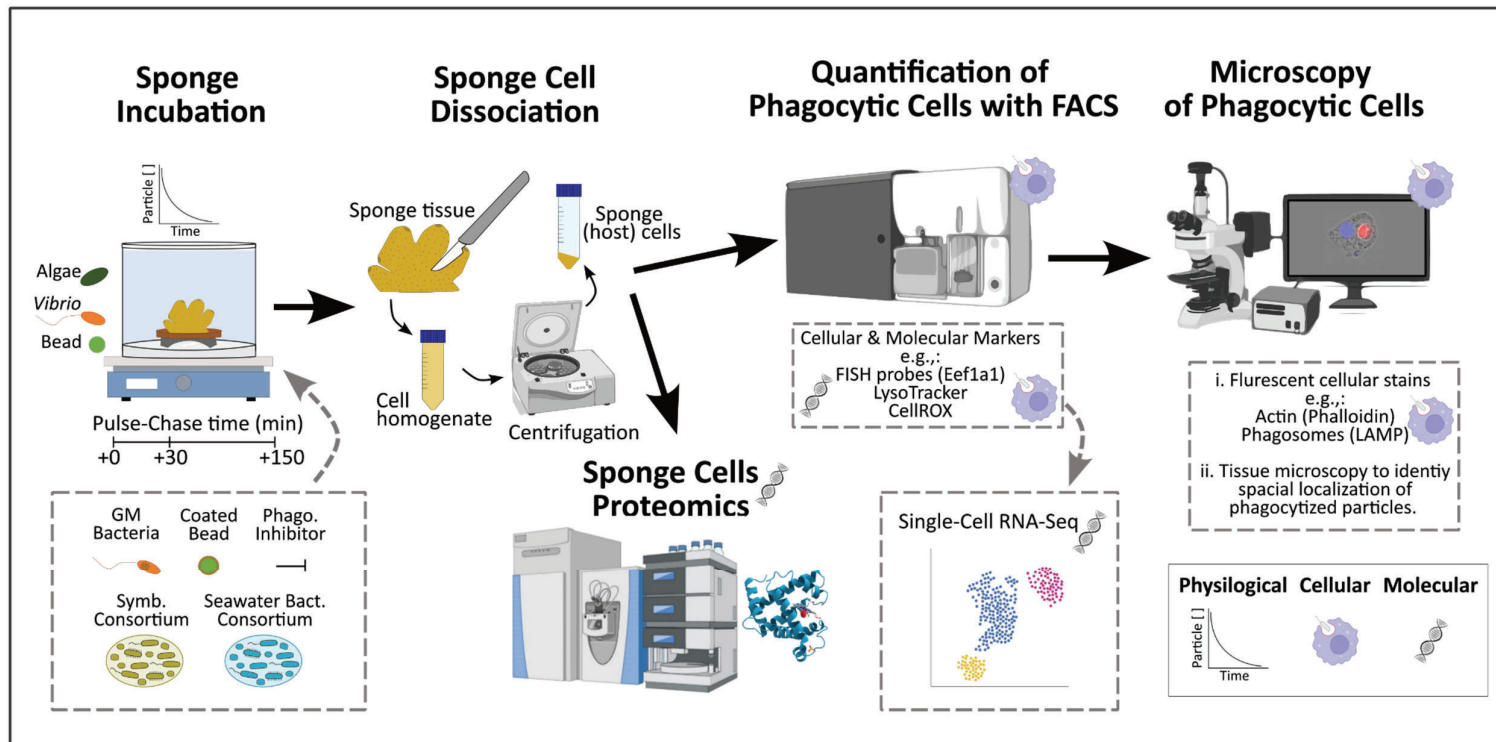 Sponge
Incubation
Particle [ ]
Time
Algae
Vibrio
Bead
Pulse-Chase time (min)
+0
+30
+150
GM
Bacteria
Coated
Bead
Phago.
Inhibitor
Symb.
Consortium
Seawater Bact.
Consortium
Sponge Cell
Dissociation
Sponge tissue
Sponge
(host) cells
Cell
homogenate
Centrifugation
Sponge Cells
Proteomics
Quantification of
Phagocytic Cells with FACS
Cellular & Molecular Markers
e.g.,:
FISH probes (Eef1a1)
LysoTracker
CellROX
Single-Cell RNA-Seq
Microscopy
of Phagocytic Cells
i. Flurescent cellular stains
e.g.,:
Actin (Phalloidin)
Phagosomes (LAMP)
ii. Tissue microscopy to identiy
spacial localization of
phagocytized particles.
Physilogical
Cellular
Molecular
Particle [ ]
Time